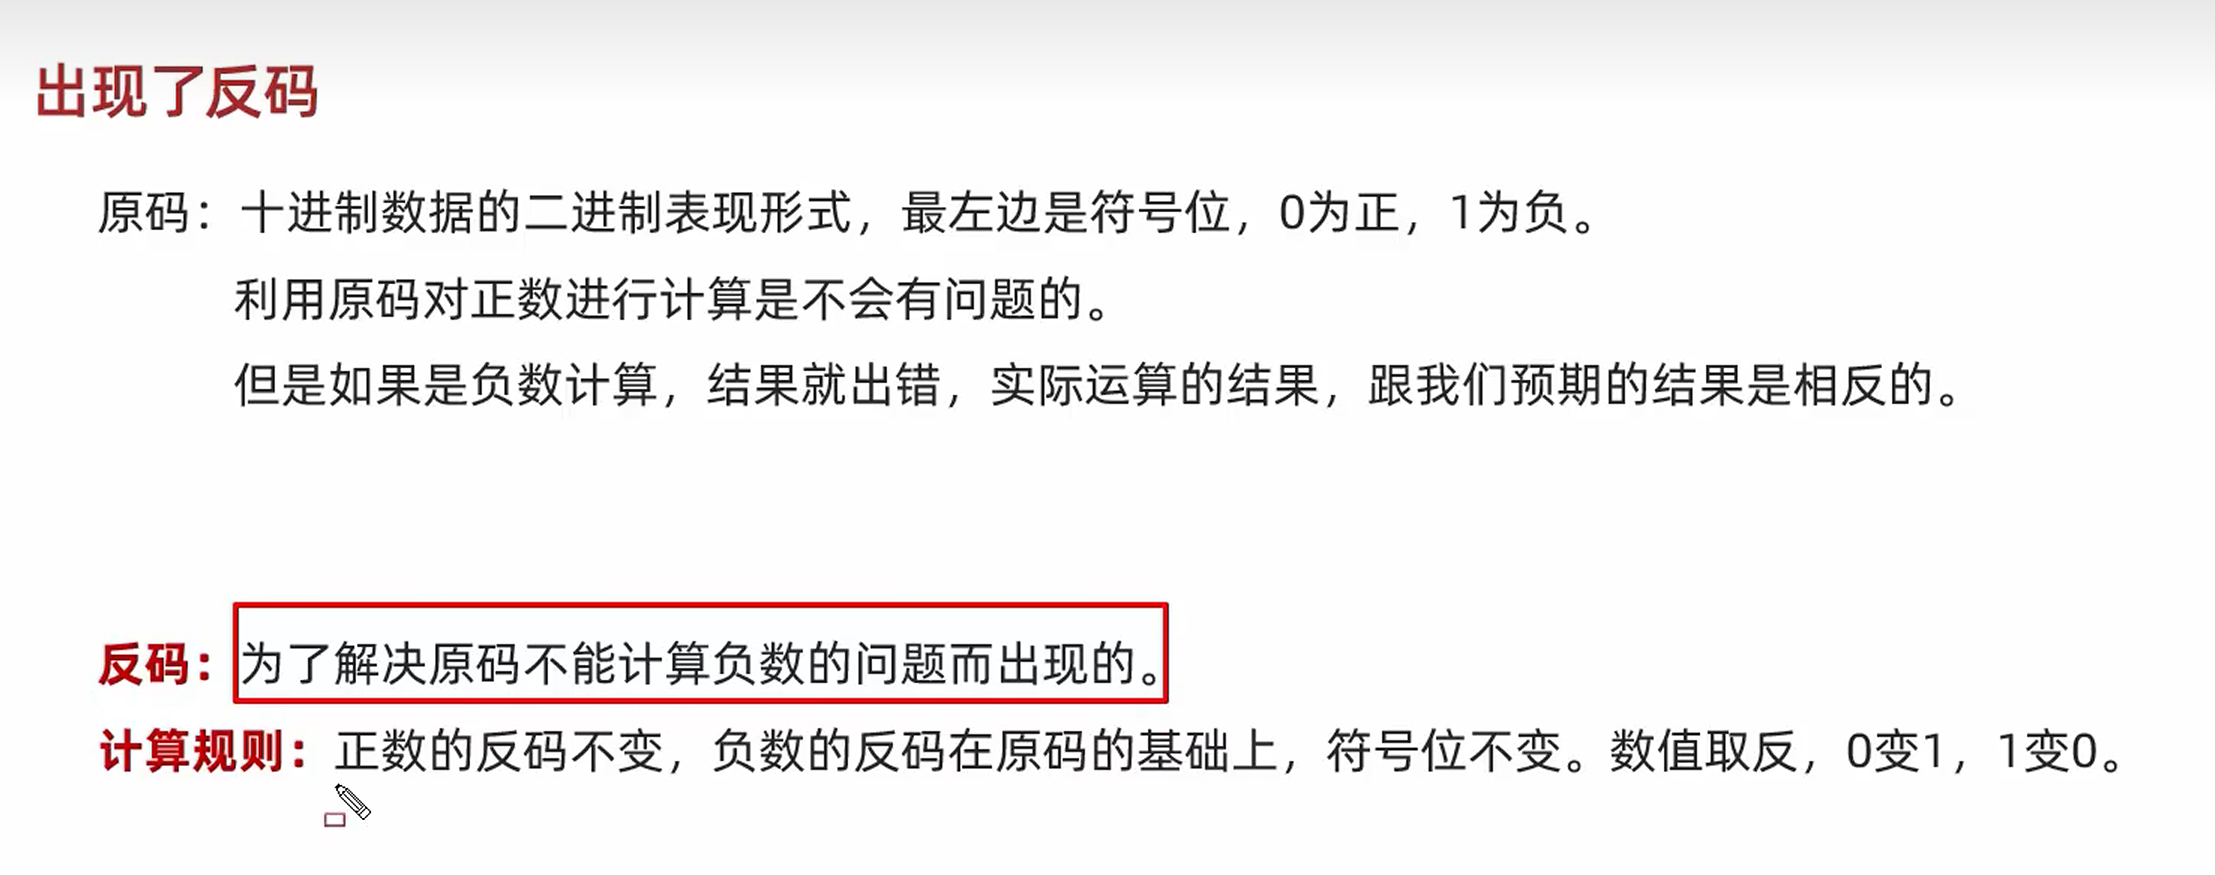 出现了反码
原码：十进制数据的二进制表现形式，最左边是符号位，0为正，1为负。
利用原码对正数进行计算是不会有问题的。
但是如果是负数计算，结果就出错，实际运算的结果，跟我们预期的结果是相反的。
反码：为了解决原码不能计算负数的问题而出现的。
计算规则：正数的反码不变，负数的反码在原码的基础上，符号位不变。数值取反，0变1，1变0。